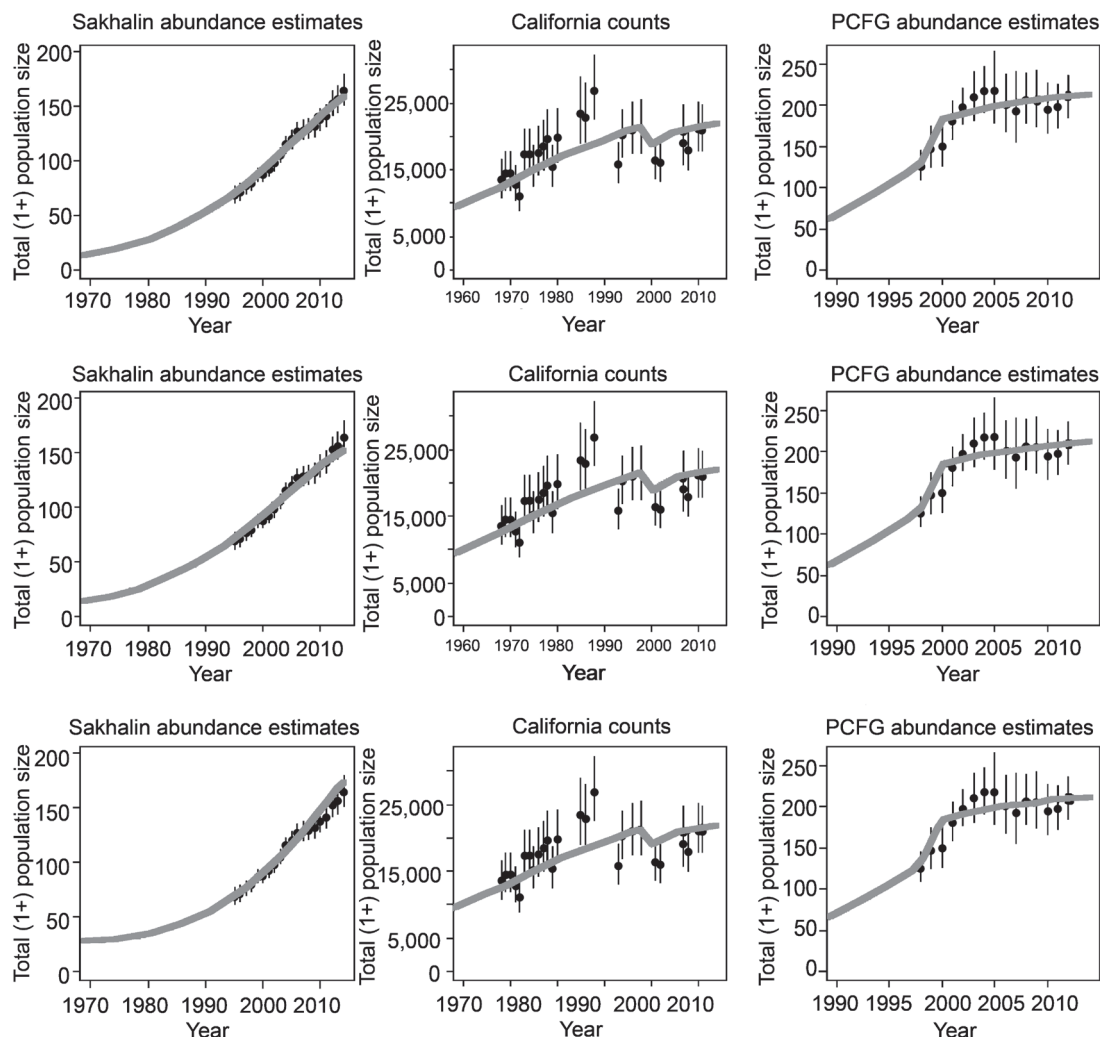 Sakhalin abundance estimates
California counts
PCFG abundance estimates
Total (1+) population size
200
150
100
50
0
1970 1980 1990 2000 2010
Year
Total (1+) population size
25,000
15,000
5,000
0
1960 1970 1980 1990 2000 2010
Year
Total (1+) population size
250
200
150
100
50
0
1990 1995 2000 2005 2010
Year
Sakhalin abundance estimates
California counts
PCFG abundance estimates
Total (1+) population size
200
150
100
50
0
1970 1980 1990 2000 2010
Year
Total (1+) population size
25,000
15,000
5,000
0
1960 1970 1980 1990 2000 2010
Year
Total (1+) population size
250
200
150
100
50
0
1990 1995 2000 2005 2010
Year
Sakhalin abundance estimates
California counts
PCFG abundance estimates
Total (1+) population size
200
150
100
50
0
1970 1980 1990 2000 2010
Year
Total (1+) population size
25,000
15,000
5,000
0
1970 1980 1990 2000 2010
Year
Total (1+) population size
250
200
150
100
50
0
1990 1995 2000 2005 2010
Year